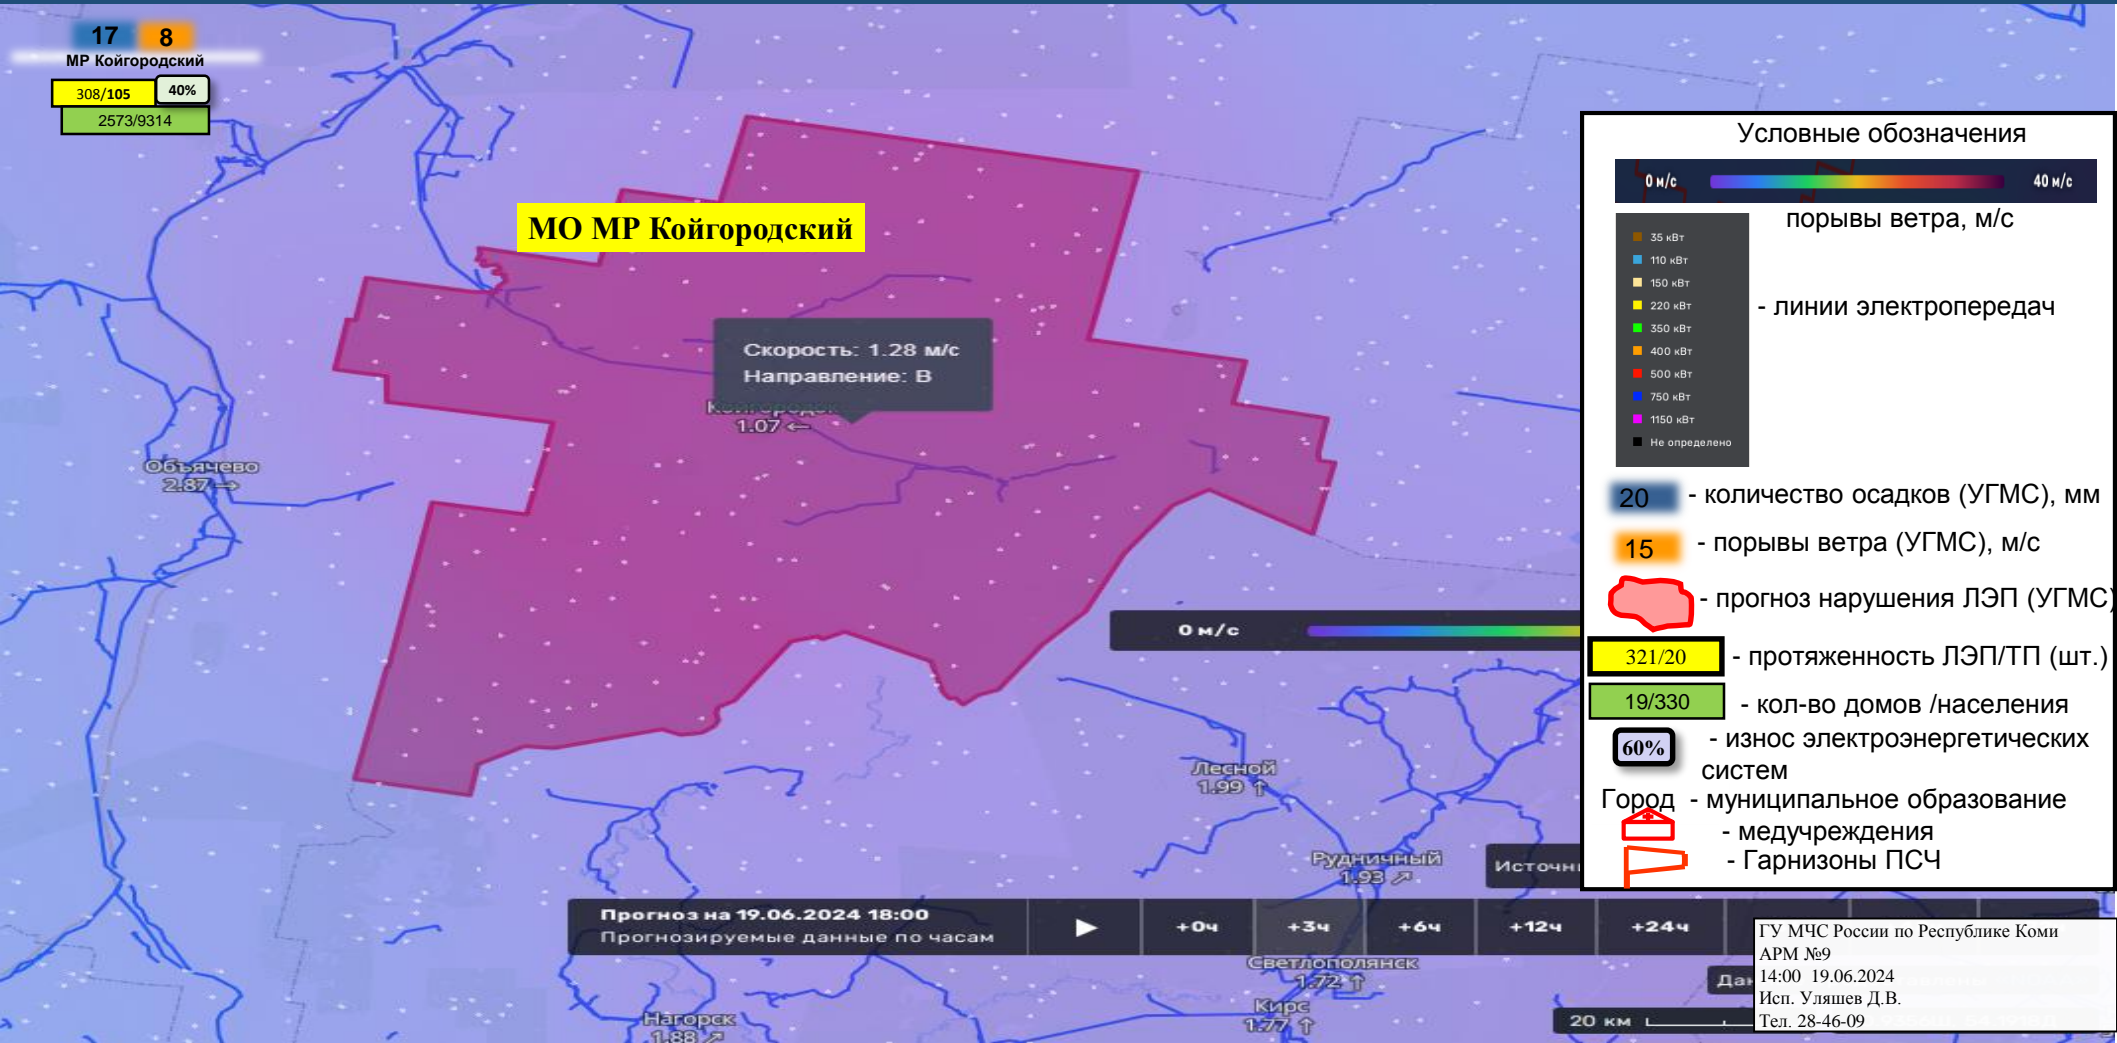 17 8
МР Койгородский
308/105 40%
2573/9314
МО МР Койгородский
Скорость: 1.28 м/с
Направление: В
Койгородск
1.07 ←
Объячево
2.87 →
0 м/с
Лесной
1.99 ↑
Рудничный
1.93 ↗
Прогноз на 19.06.2024 18:00
Прогнозируемые данные по часам
+0ч +3ч +6ч +12ч +24ч
Светлополянск
1.72 ↑
Кирс
1.77 ↑
Нагорск
1.88 ↗
20 км
Условные обозначения
0 м/с 40 м/с
порывы ветра, м/с
35 кВт
110 кВт
150 кВт
220 кВт
350 кВт
400 кВт
500 кВт
750 кВт
1150 кВт
Не определено
- линии электропередач
20 - количество осадков (УГМС), мм
15 - порывы ветра (УГМС), м/с
- прогноз нарушения ЛЭП (УГМС)
321/20 - протяженность ЛЭП/ТП (шт.)
19/330 - кол-во домов /населения
60% - износ электроэнергетических
систем
Город - муниципальное образование
- медучреждения
- Гарнизоны ПСЧ
ГУ МЧС России по Республике Коми
АРМ №9
14:00 19.06.2024
Исп. Уляшев Д.В.
Тел. 28-46-09